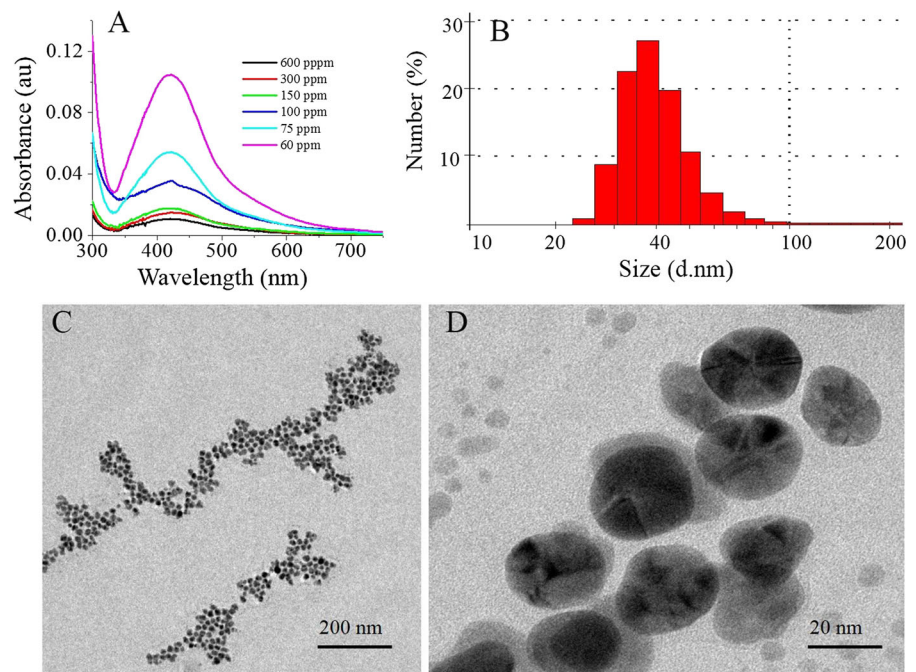 A
Absorbance (au)
0.12
0.08
0.04
0.00
600 pppm
300 ppm
150 ppm
100 ppm
75 ppm
60 ppm
300 400 500 600 700
Wavelength (nm)
B
Number (%)
30
20
10
10 20 40 100 200
Size (d.nm)
C
200 nm
D
20 nm